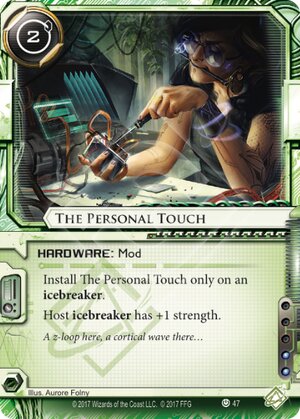 2
THE PERSONAL TOUCH
HARDWARE: Mod
Install The Personal Touch only on an
icebreaker.
Host icebreaker has +1 strength.
A z-loop here, a cortical wave there…
Illus. Aurore Folny
© 2017 Wizards of the Coast LLC. © 2017 FFG
47